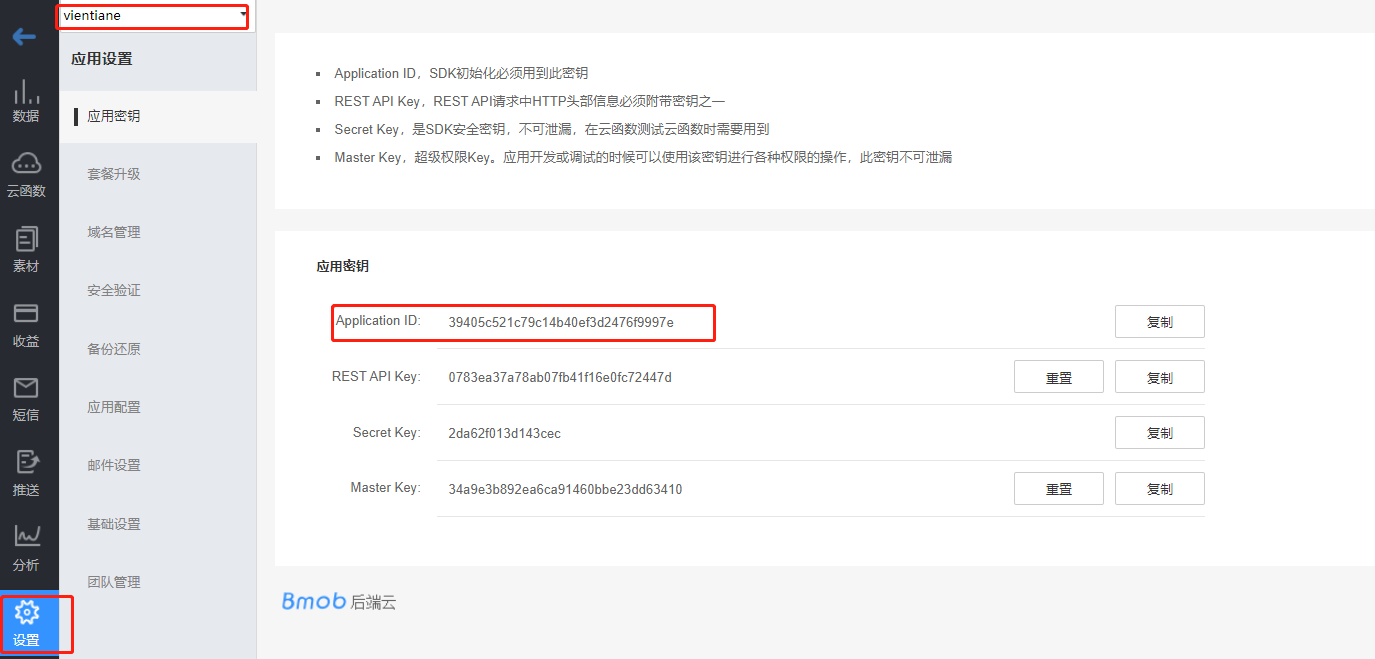 vientiane
应用设置
数据
云函数
素材
收益
短信
推送
分析
设置
应用密钥
套餐升级
域名管理
安全验证
备份还原
应用配置
邮件设置
基础设置
团队管理
Application ID，SDK初始化必须用到此密钥
REST API Key，REST API请求中HTTP头部信息必须附带密钥之一
Secret Key，是SDK安全密钥，不可泄漏，在云函数测试云函数时需要用到
Master Key，超级权限Key。应用开发或调试的时候可以使用该密钥进行各种权限的操作，此密钥不可泄漏
应用密钥
Application ID: 39405c521c79c14b40ef3d2476f9997e 复制
REST API Key: 0783ea37a78ab07fb41f16e0fc72447d 重置 复制
Secret Key: 2da62f013d143cec 复制
Master Key: 34a9e3b892ea6ca91460bbe23dd63410 重置 复制
Bmob 后端云